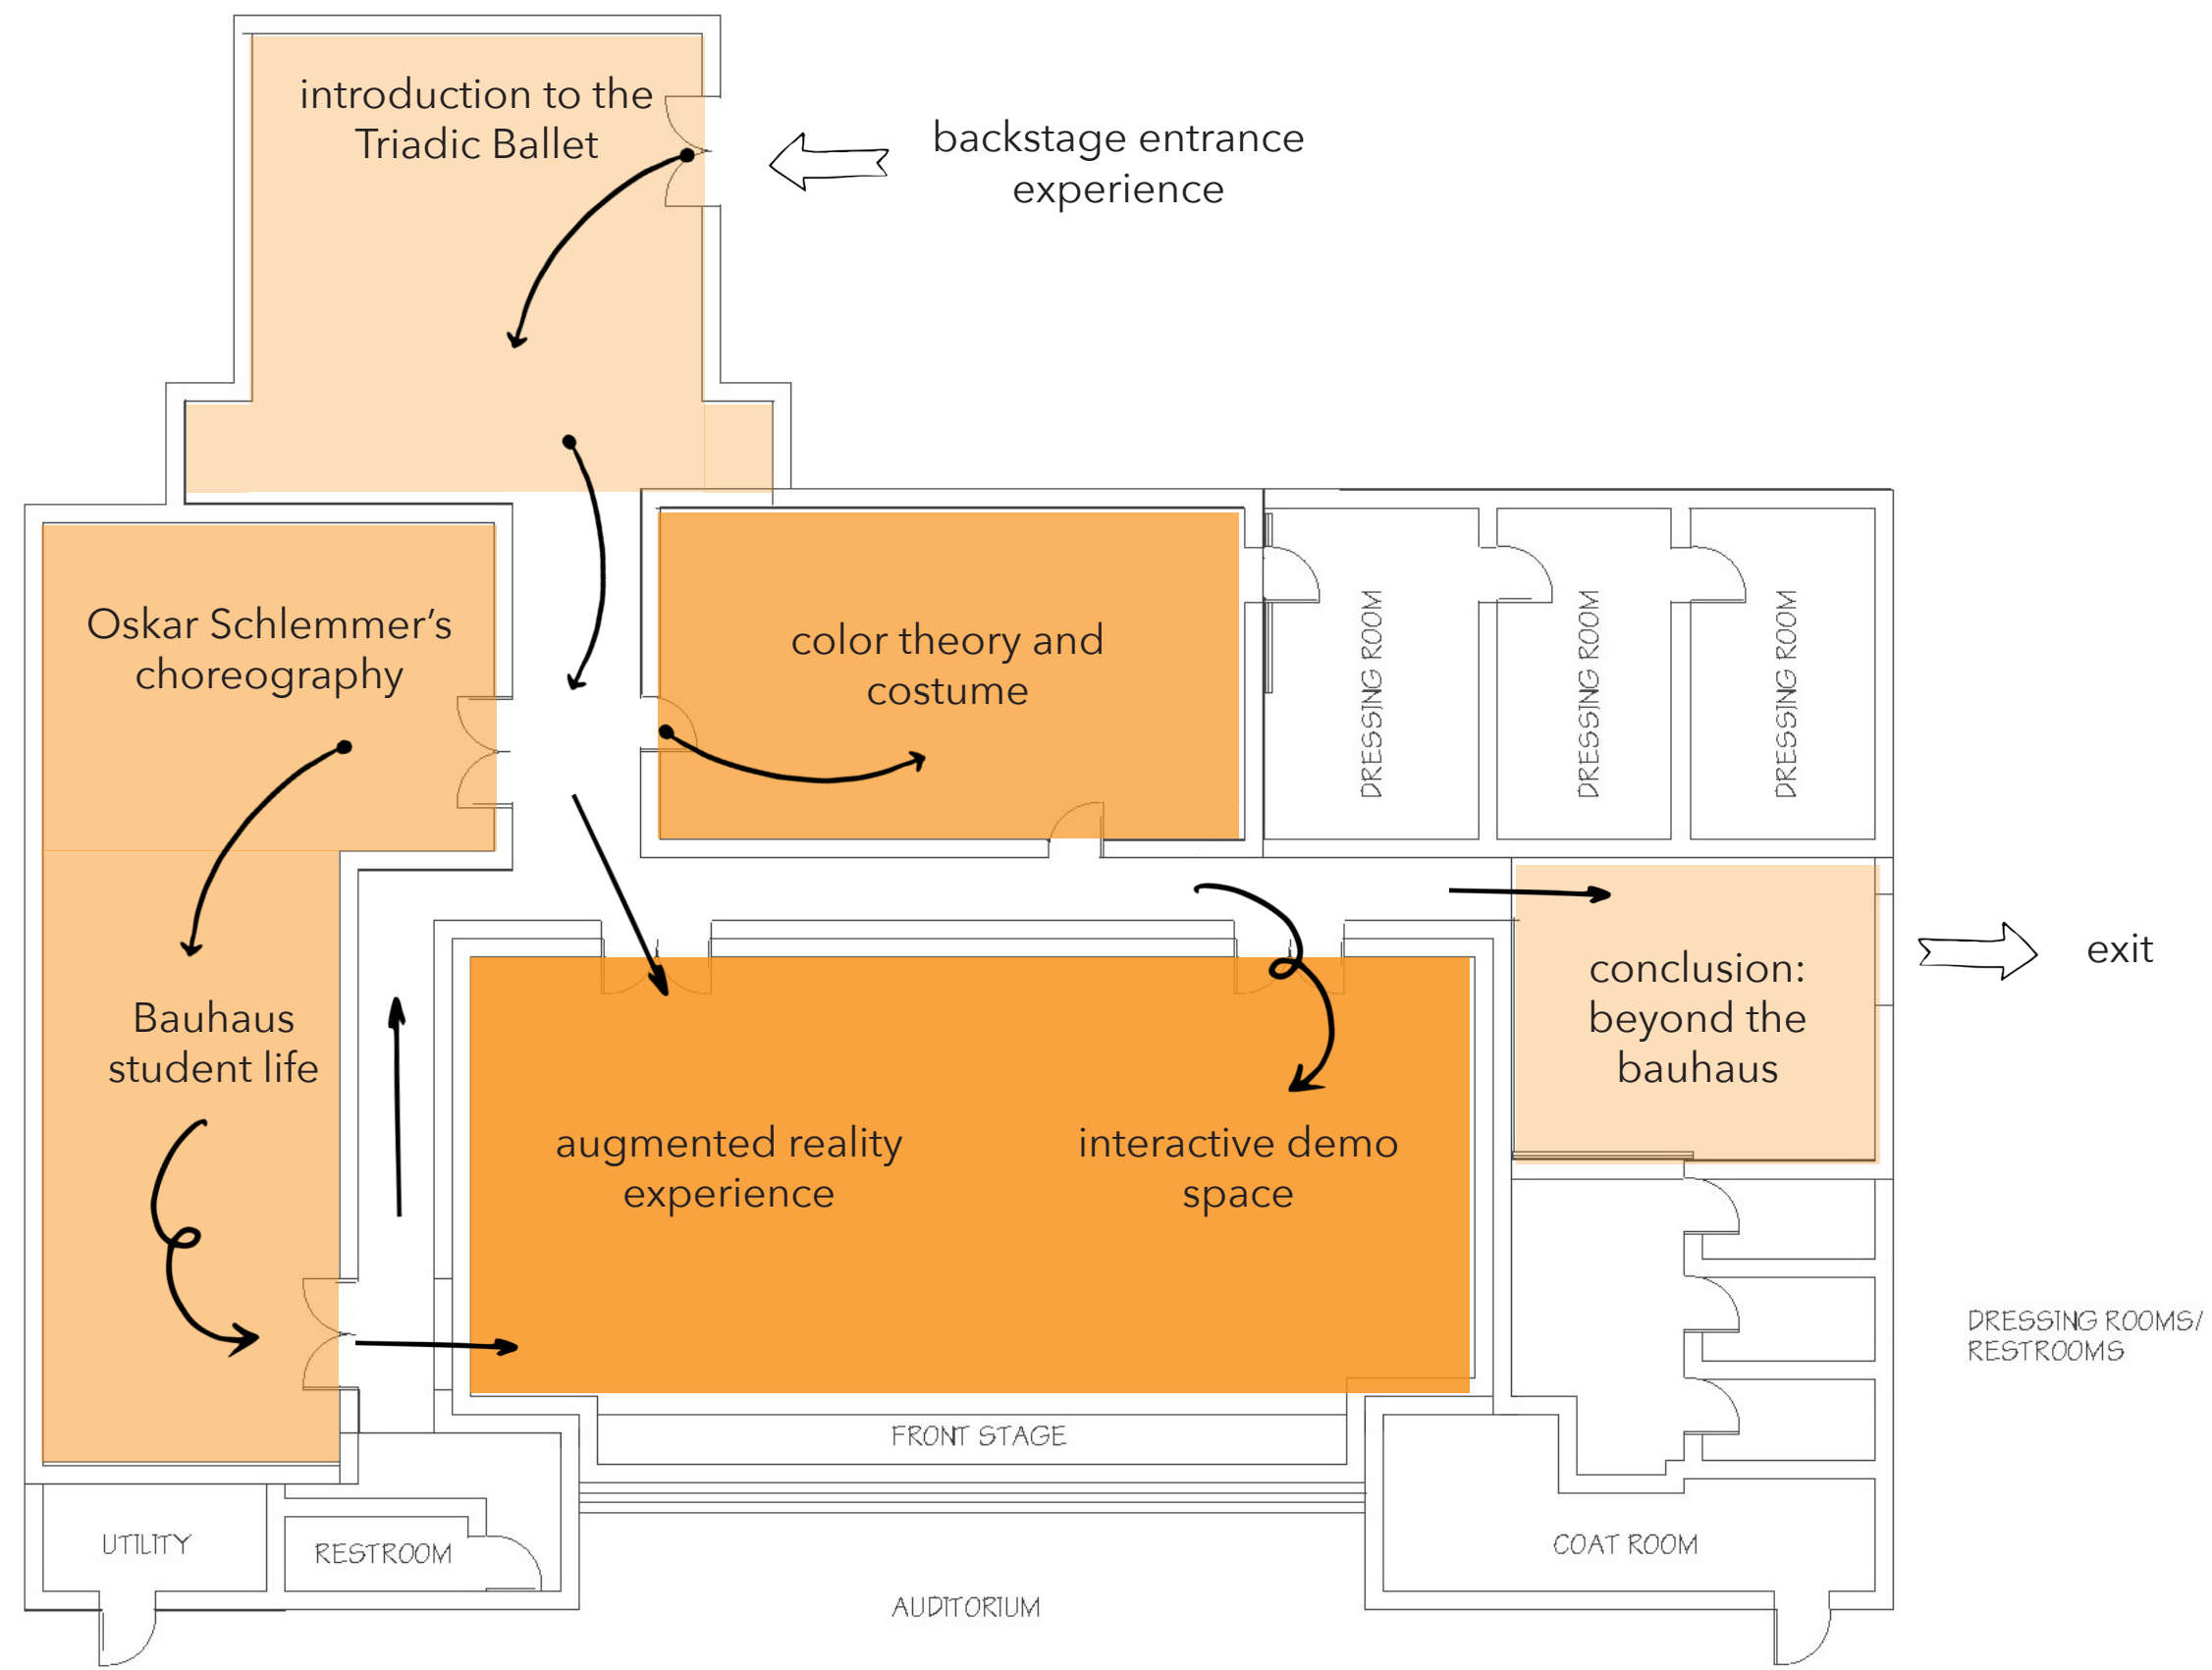 introduction to the
Triadic Ballet
backstage entrance
experience
Oskar Schlemmer’s
choreography
color theory and
costume
DRESSING ROOM
DRESSING ROOM
DRESSING ROOM
Bauhaus
student life
augmented reality
experience
interactive demo
space
conclusion:
beyond the
bauhaus
exit
DRESSING ROOMS/
RESTROOMS
FRONT STAGE
UTILITY
RESTROOM
COAT ROOM
AUDITORIUM